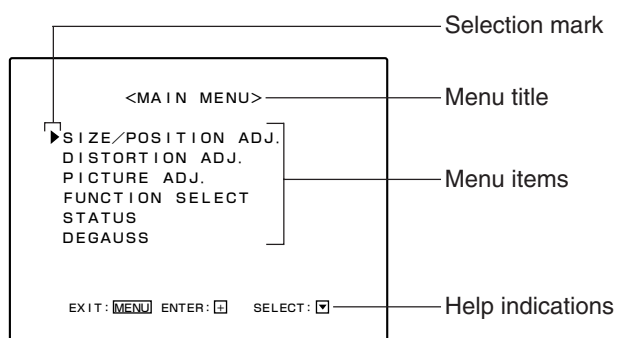 Selection mark
<MAIN MENU>
Menu title
▶SIZE/POSITION ADJ.
DISTORTION ADJ.
PICTURE ADJ.
FUNCTION SELECT
STATUS
DEGAUSS
Menu items
EXIT: MENU ENTER: + SELECT: ▼
Help indications